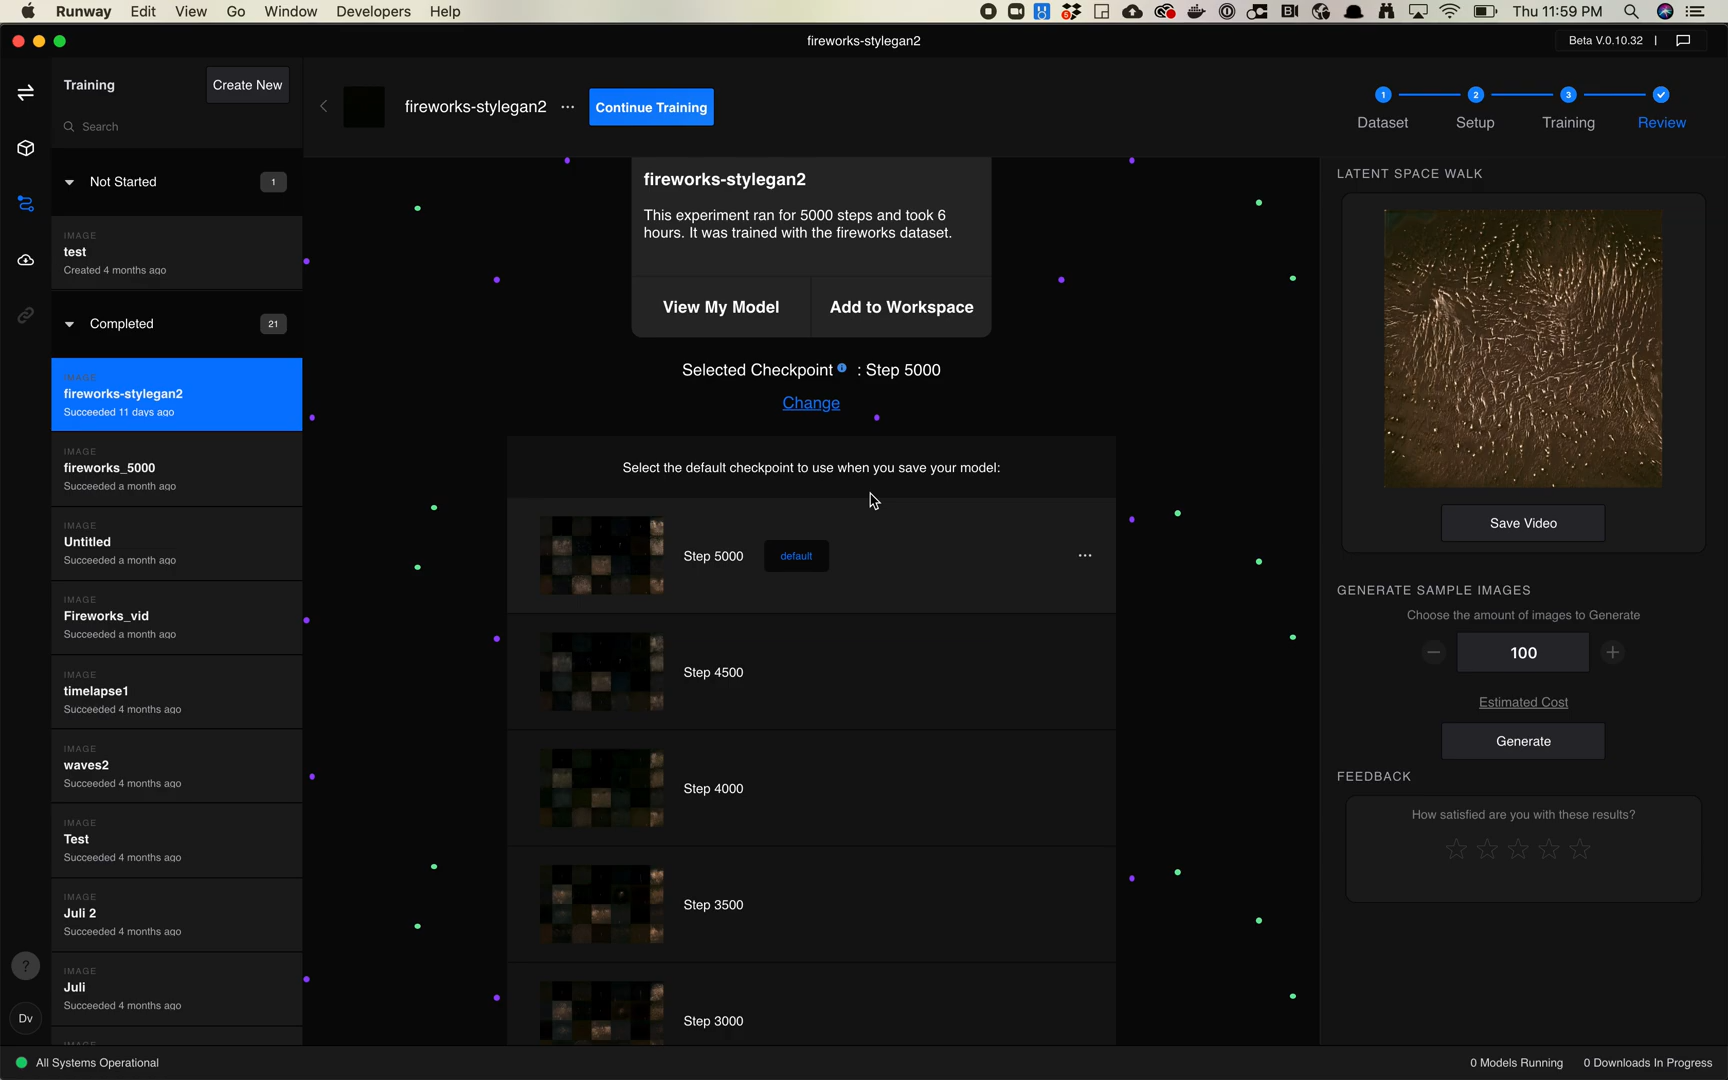 Runway Edit View Go Window Developers Help
Thu 11:59 PM
fireworks-stylegan2
Beta V.0.10.32 |
Training
Create New
Search
Not Started
1
IMAGE
test
Created 4 months ago
Completed
21
IMAGE
fireworks-stylegan2
Succeeded 11 days ago
IMAGE
fireworks_5000
Succeeded a month ago
IMAGE
Untitled
Succeeded a month ago
IMAGE
Fireworks_vid
Succeeded a month ago
IMAGE
timelapse1
Succeeded 4 months ago
IMAGE
waves2
Succeeded 4 months ago
IMAGE
Test
Succeeded 4 months ago
IMAGE
Juli 2
Succeeded 4 months ago
IMAGE
Juli
Succeeded 4 months ago
?
Dv
fireworks-stylegan2
...
Continue Training
1
2
3
Dataset
Setup
Training
Review
fireworks-stylegan2
This experiment ran for 5000 steps and took 6
hours. It was trained with the fireworks dataset.
View My Model
Add to Workspace
Selected Checkpoint : Step 5000
Change
Select the default checkpoint to use when you save your model:
Step 5000
default
...
Step 4500
Step 4000
Step 3500
Step 3000
LATENT SPACE WALK
Save Video
GENERATE SAMPLE IMAGES
Choose the amount of images to Generate
100
Estimated Cost
Generate
FEEDBACK
How satisfied are you with these results?
All Systems Operational
0 Models Running
0 Downloads In Progress